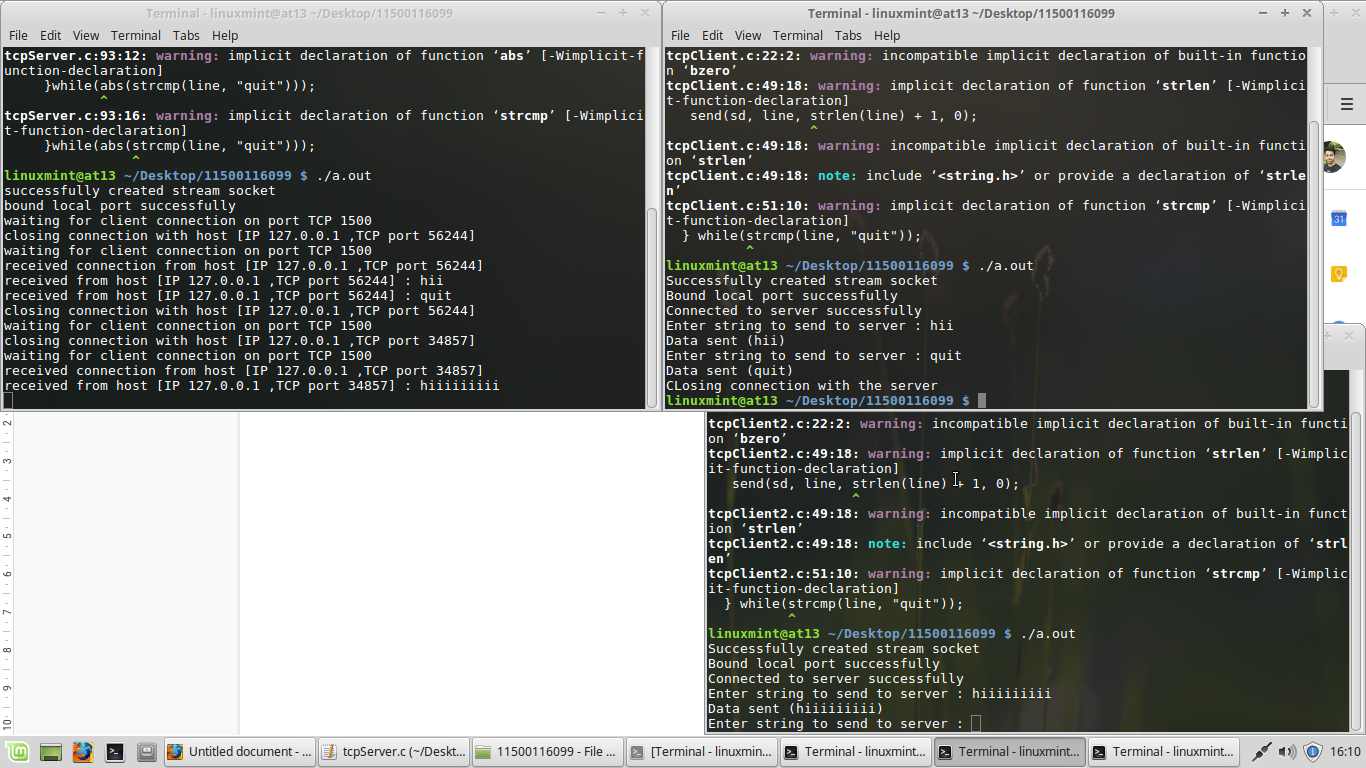 Terminal - linuxmint@at13 ~/Desktop/11500116099
File Edit View Terminal Tabs Help
tcpServer.c:93:12: warning: implicit declaration of function ‘abs’ [-Wimplicit-f
unction-declaration]
}while(abs(strcmp(line, "quit")));
^
tcpServer.c:93:16: warning: implicit declaration of function ‘strcmp’ [-Wimplici
t-function-declaration]
}while(abs(strcmp(line, "quit")));
^
linuxmint@at13 ~/Desktop/11500116099 $ ./a.out
successfully created stream socket
bound local port successfully
waiting for client connection on port TCP 1500
closing connection with host [IP 127.0.0.1 ,TCP port 56244]
waiting for client connection on port TCP 1500
received connection from host [IP 127.0.0.1 ,TCP port 56244]
received from host [IP 127.0.0.1 ,TCP port 56244] : hii
received from host [IP 127.0.0.1 ,TCP port 56244] : quit
closing connection with host [IP 127.0.0.1 ,TCP port 56244]
waiting for client connection on port TCP 1500
closing connection with host [IP 127.0.0.1 ,TCP port 34857]
waiting for client connection on port TCP 1500
received connection from host [IP 127.0.0.1 ,TCP port 34857]
received from host [IP 127.0.0.1 ,TCP port 34857] : hiiiiiiiii
Terminal - linuxmint@at13 ~/Desktop/11500116099
File Edit View Terminal Tabs Help
tcpClient.c:22:2: warning: incompatible implicit declaration of built-in functio
n ‘bzero’
tcpClient.c:49:18: warning: implicit declaration of function ‘strlen’ [-Wimplici
t-function-declaration]
send(sd, line, strlen(line) + 1, 0);
^
tcpClient.c:49:18: warning: incompatible implicit declaration of built-in functi
on ‘strlen’
tcpClient.c:49:18: note: include ‘<string.h>’ or provide a declaration of ‘strle
n’
tcpClient.c:51:10: warning: implicit declaration of function ‘strcmp’ [-Wimplici
t-function-declaration]
} while(strcmp(line, "quit"));
^
linuxmint@at13 ~/Desktop/11500116099 $ ./a.out
Successfully created stream socket
Bound local port successfully
Connected to server successfully
Enter string to send to server : hii
Data sent (hii)
Enter string to send to server : quit
Data sent (quit)
CLosing connection with the server
linuxmint@at13 ~/Desktop/11500116099 $
31
2
3
4
5
6
7
8
9
10
tcpClient2.c:22:2: warning: incompatible implicit declaration of built-in functi
on ‘bzero’
tcpClient2.c:49:18: warning: implicit declaration of function ‘strlen’ [-Wimplic
it-function-declaration]
send(sd, line, strlen(line) + 1, 0);
^
tcpClient2.c:49:18: warning: incompatible implicit declaration of built-in funct
ion ‘strlen’
tcpClient2.c:49:18: note: include ‘<string.h>’ or provide a declaration of ‘strl
en’
tcpClient2.c:51:10: warning: implicit declaration of function ‘strcmp’ [-Wimplic
it-function-declaration]
} while(strcmp(line, "quit"));
^
linuxmint@at13 ~/Desktop/11500116099 $ ./a.out
Successfully created stream socket
Bound local port successfully
Connected to server successfully
Enter string to send to server : hiiiiiiiii
Data sent (hiiiiiiiii)
Enter string to send to server :
Untitled document - ...
tcpServer.c (~/Deskt...
11500116099 - File ...
[Terminal - linuxmin...
Terminal - linuxmint...
Terminal - linuxmint...
Terminal - linuxmint...
16:10